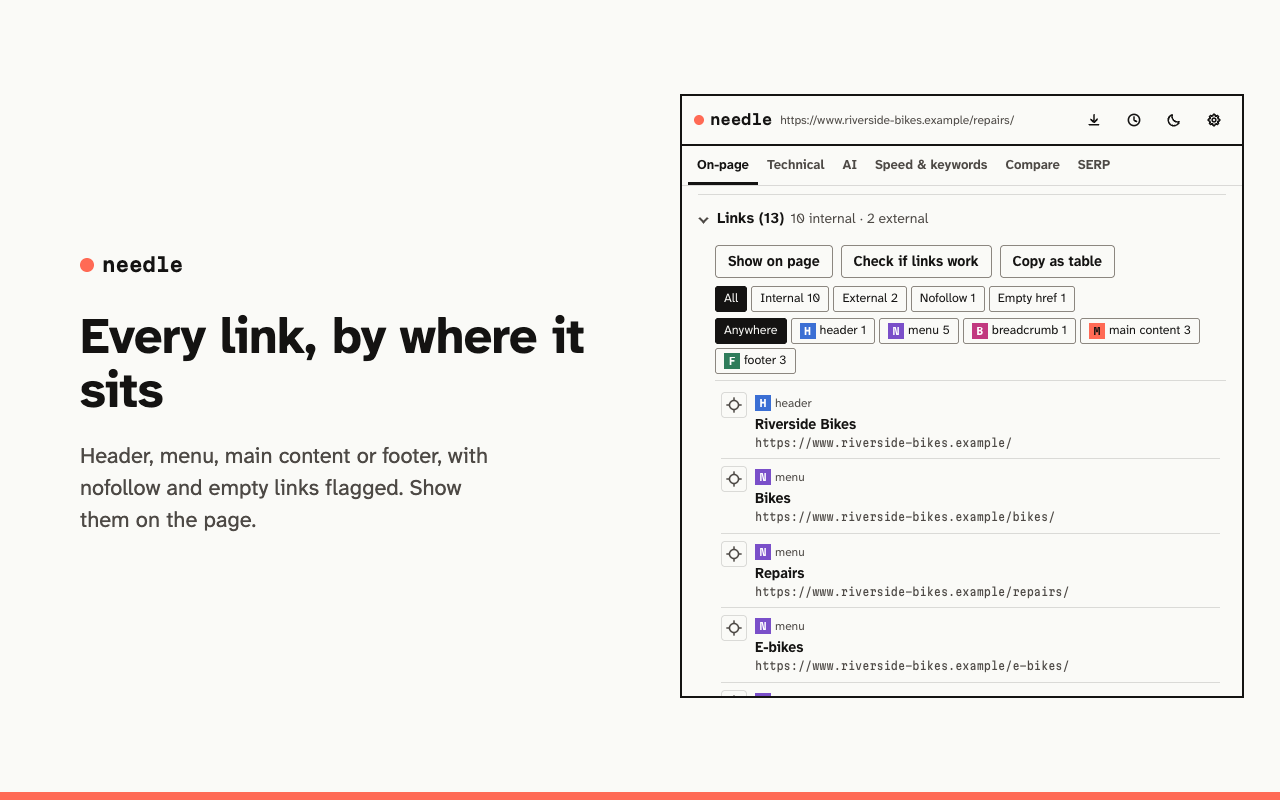 needle
Every link, by where it
sits
Header, menu, main content or footer, with
nofollow and empty links flagged. Show
them on the page.
needle https://www.riverside-bikes.example/repairs/
On-page Technical AI Speed & keywords Compare SERP
Links (13) 10 internal · 2 external
Show on page Check if links work Copy as table
All Internal 10 External 2 Nofollow 1 Empty href 1
Anywhere H header 1 N menu 5 B breadcrumb 1 M main content 3
F footer 3
H header
Riverside Bikes
https://www.riverside-bikes.example/
N menu
Bikes
https://www.riverside-bikes.example/bikes/
N menu
Repairs
https://www.riverside-bikes.example/repairs/
N menu
E-bikes
https://www.riverside-bikes.example/e-bikes/